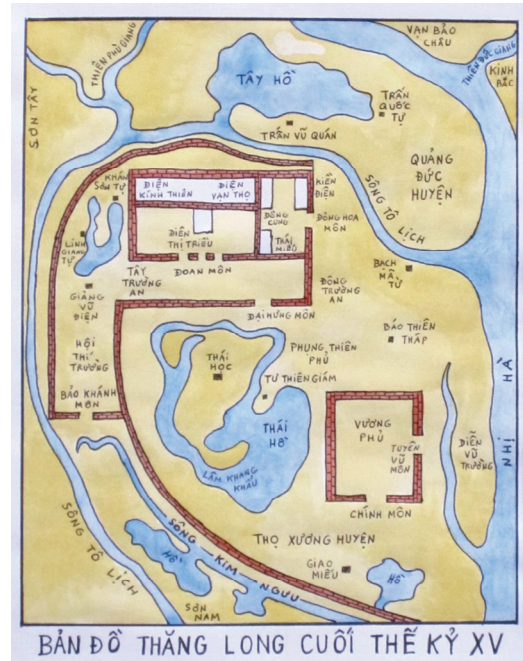 VẠN BẢO
CHÂU
THIÊN PHÙ GIANG
THIÊN ĐỨC GIANG
KINH
BẮC
SƠN TÂY
TÂY HỒ
TRẤN
QUỐC
TỰ
TRẤN VŨ QUÁN
QUẢNG
ĐỨC
HUYỆN
SÔNG TÔ LỊCH
KHÁN
SƠN TỰ
ĐIỆN
KÍNH THIÊN
ĐIỆN
VẠN THỌ
KIẾN
ĐIỆN
ĐÔNG
CUNG
ĐÔNG HOA
MÔN
LINH
GIANG
TỰ
ĐIỆN
THỊ TRIỀU
THÁI
MIẾU
BẠCH
MÃ
TỪ
TÂY
TRƯỜNG
AN
ĐOAN MÔN
ĐÔNG
TRƯỜNG
AN
GIẢNG
VŨ
ĐIỆN
ĐẠI HƯNG MÔN
BÁO THIÊN
THÁP
HỘI
THÍ
TRƯỜNG
THÁI
HỌC
PHỤNG THIÊN
PHỦ
TƯ THIÊN GIÁM
NHỊ HÀ
BẢO KHÁNH
MÔN
THÁI
HỒ
VƯƠNG
PHỦ
TUYÊN
VŨ
MÔN
DIỄN
VŨ
TRƯỜNG
LÂM KHANG
KHẨU
CHÍNH MÔN
SÔNG TÔ LỊCH
SÔNG KIM NGƯU
THỌ XƯƠNG HUYỆN
HỒ
GIAO
MIẾU
HỒ
SƠN
NAM
BẢN ĐỒ THĂNG LONG CUỐI THẾ KỶ XV